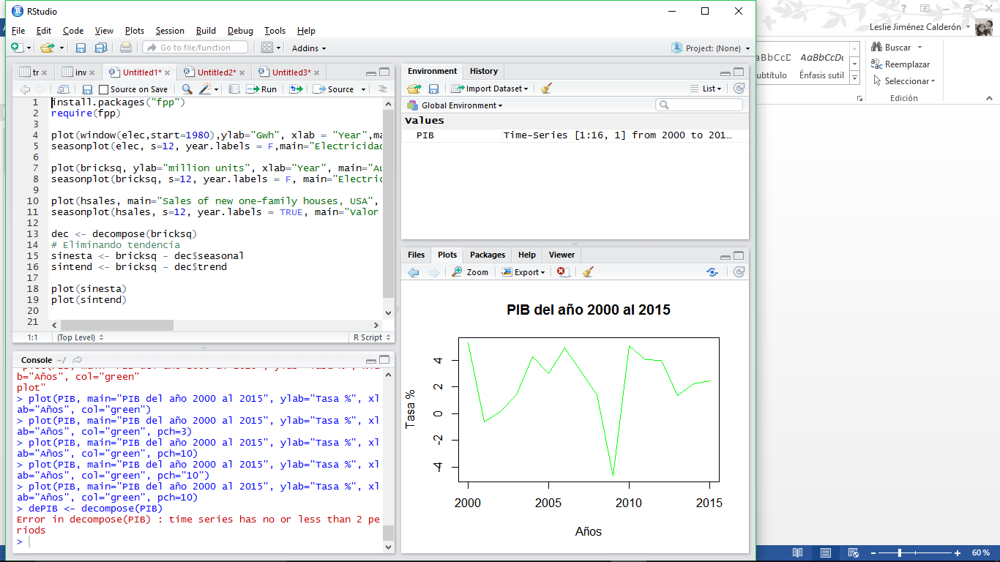 RStudio
File Edit Code View Plots Session Build Debug Tools Help
Go to file/function Addins Project: (None)
tr inv Untitled1* Untitled2* Untitled3*
Source on Save Run Source
1 install.packages("fpp")
2 require(fpp)
3
4 plot(window(elec,start=1980),ylab="Gwh", xlab = "Year",ma
5 seasonplot(elec, s=12, year.labels = F,main="Electricidad
6
7 plot(bricksq, ylab="million units", xlab="Year", main="Au
8 seasonplot(bricksq, s=12, year.labels = F, main="Electric
9
10 plot(hsales, main="Sales of new one-family houses, USA",
11 seasonplot(hsales, s=12, year.labels = TRUE, main="Valor
12
13 dec <- decompose(bricksq)
14 # Eliminando tendencia
15 sinesta <- bricksq - dec$seasonal
16 sintend <- bricksq - dec$trend
17
18 plot(sinesta)
19 plot(sintend)
20
21
1:1 (Top Level) R Script
Console ~/
b="Años", col="green"
plot"
> plot(PIB, main="PIB del año 2000 al 2015", ylab="Tasa %", xl
ab="Años", col="green")
> plot(PIB, main="PIB del año 2000 al 2015", ylab="Tasa %", xl
ab="Años", col="green", pch=3)
> plot(PIB, main="PIB del año 2000 al 2015", ylab="Tasa %", xl
ab="Años", col="green", pch=10)
> plot(PIB, main="PIB del año 2000 al 2015", ylab="Tasa %", xl
ab="Años", col="green", pch="10")
> plot(PIB, main="PIB del año 2000 al 2015", ylab="Tasa %", xl
ab="Años", col="green", pch=10)
> dePIB <- decompose(PIB)
Error in decompose(PIB) : time series has no or less than 2 pe
riods
>
Environment History
Import Dataset List
Global Environment
Values
PIB Time-Series [1:16, 1] from 2000 to 201…
Files Plots Packages Help Viewer
Zoom Export
PIB del año 2000 al 2015
Tasa %
4
2
0
-2
-4
2000 2005 2010 2015
Años
Leslie Jiménez Calderón
AaBbCcDc
Énfasis sutil
Buscar
Reemplazar
Seleccionar
Edición
60 %